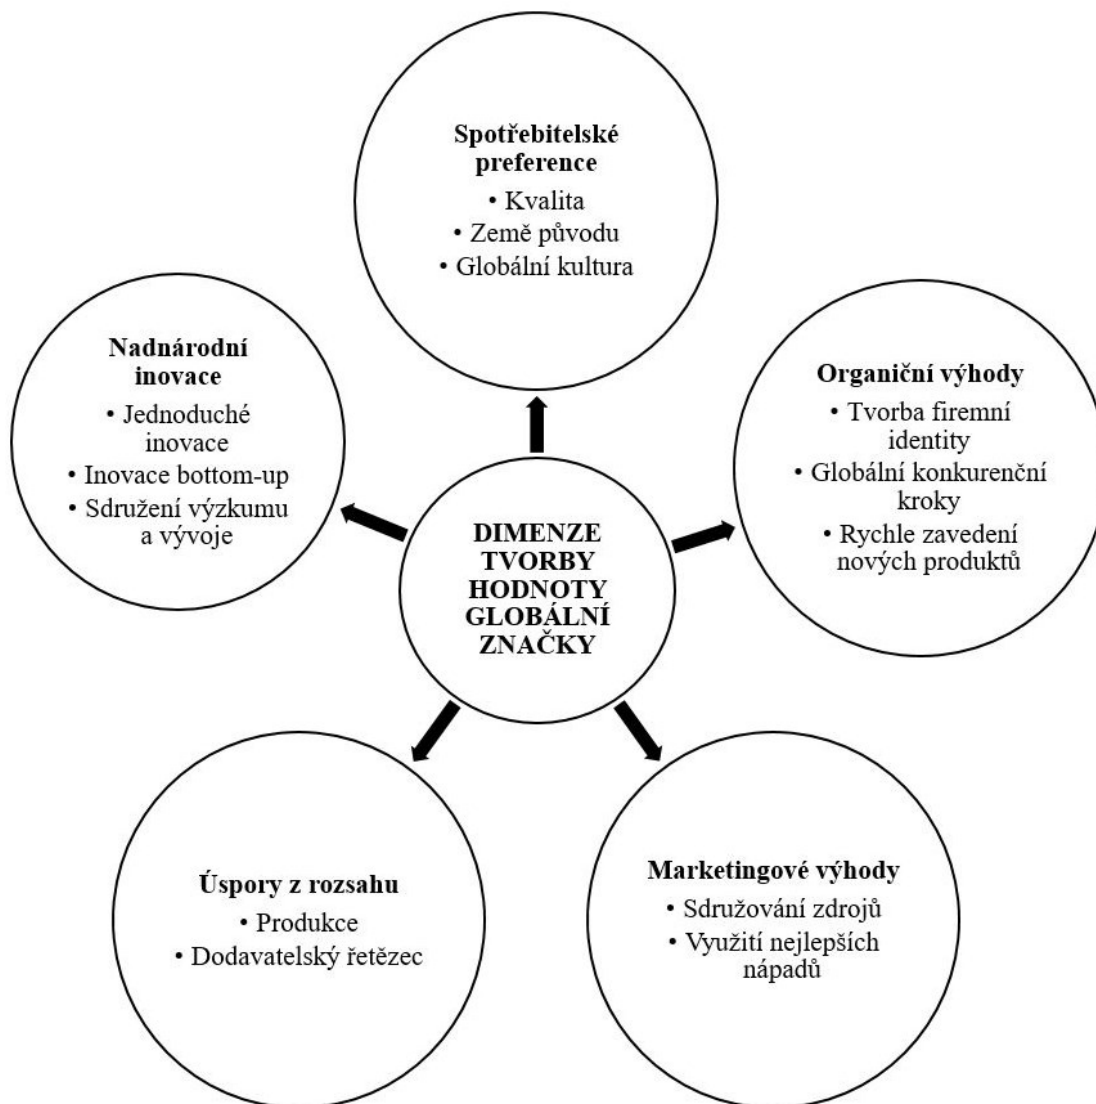 Spotřebitelské
preference
• Kvalita
• Země původu
• Globální kultura
Nadnárodní
inovace
• Jednoduché
inovace
• Inovace bottom-up
• Sdružení výzkumu
a vývoje
Organiční výhody
• Tvorba firemní
identity
• Globální konkurenční
kroky
• Rychle zavedení
nových produktů
DIMENZE
TVORBY
HODNOTY
GLOBÁLNÍ
ZNAČKY
Úspory z rozsahu
• Produkce
• Dodavatelský řetězec
Marketingové výhody
• Sdružování zdrojů
• Využití nejlepších
nápadů